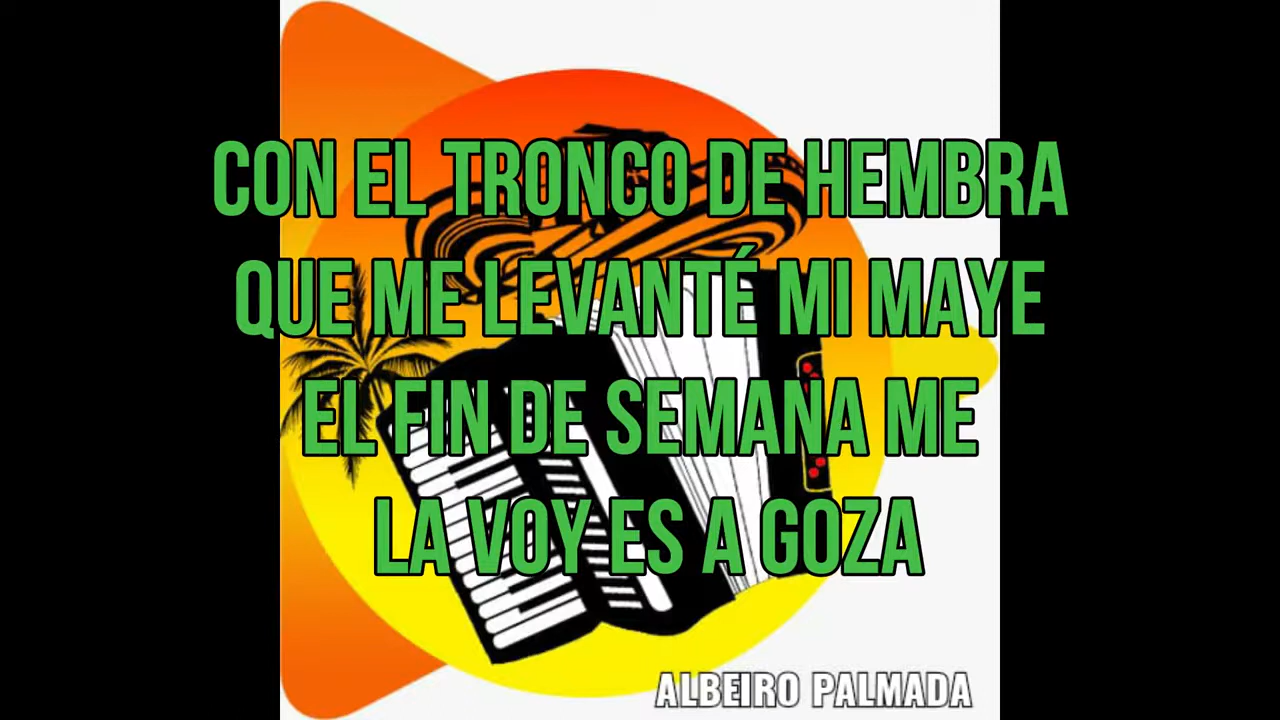 CON EL TRONCO DE HEMBRA
QUE ME LEVANTÉ MI MAYE
EL FIN DE SEMANA ME
LA VOY ES A GOZA
ALBEIRO PALMADA